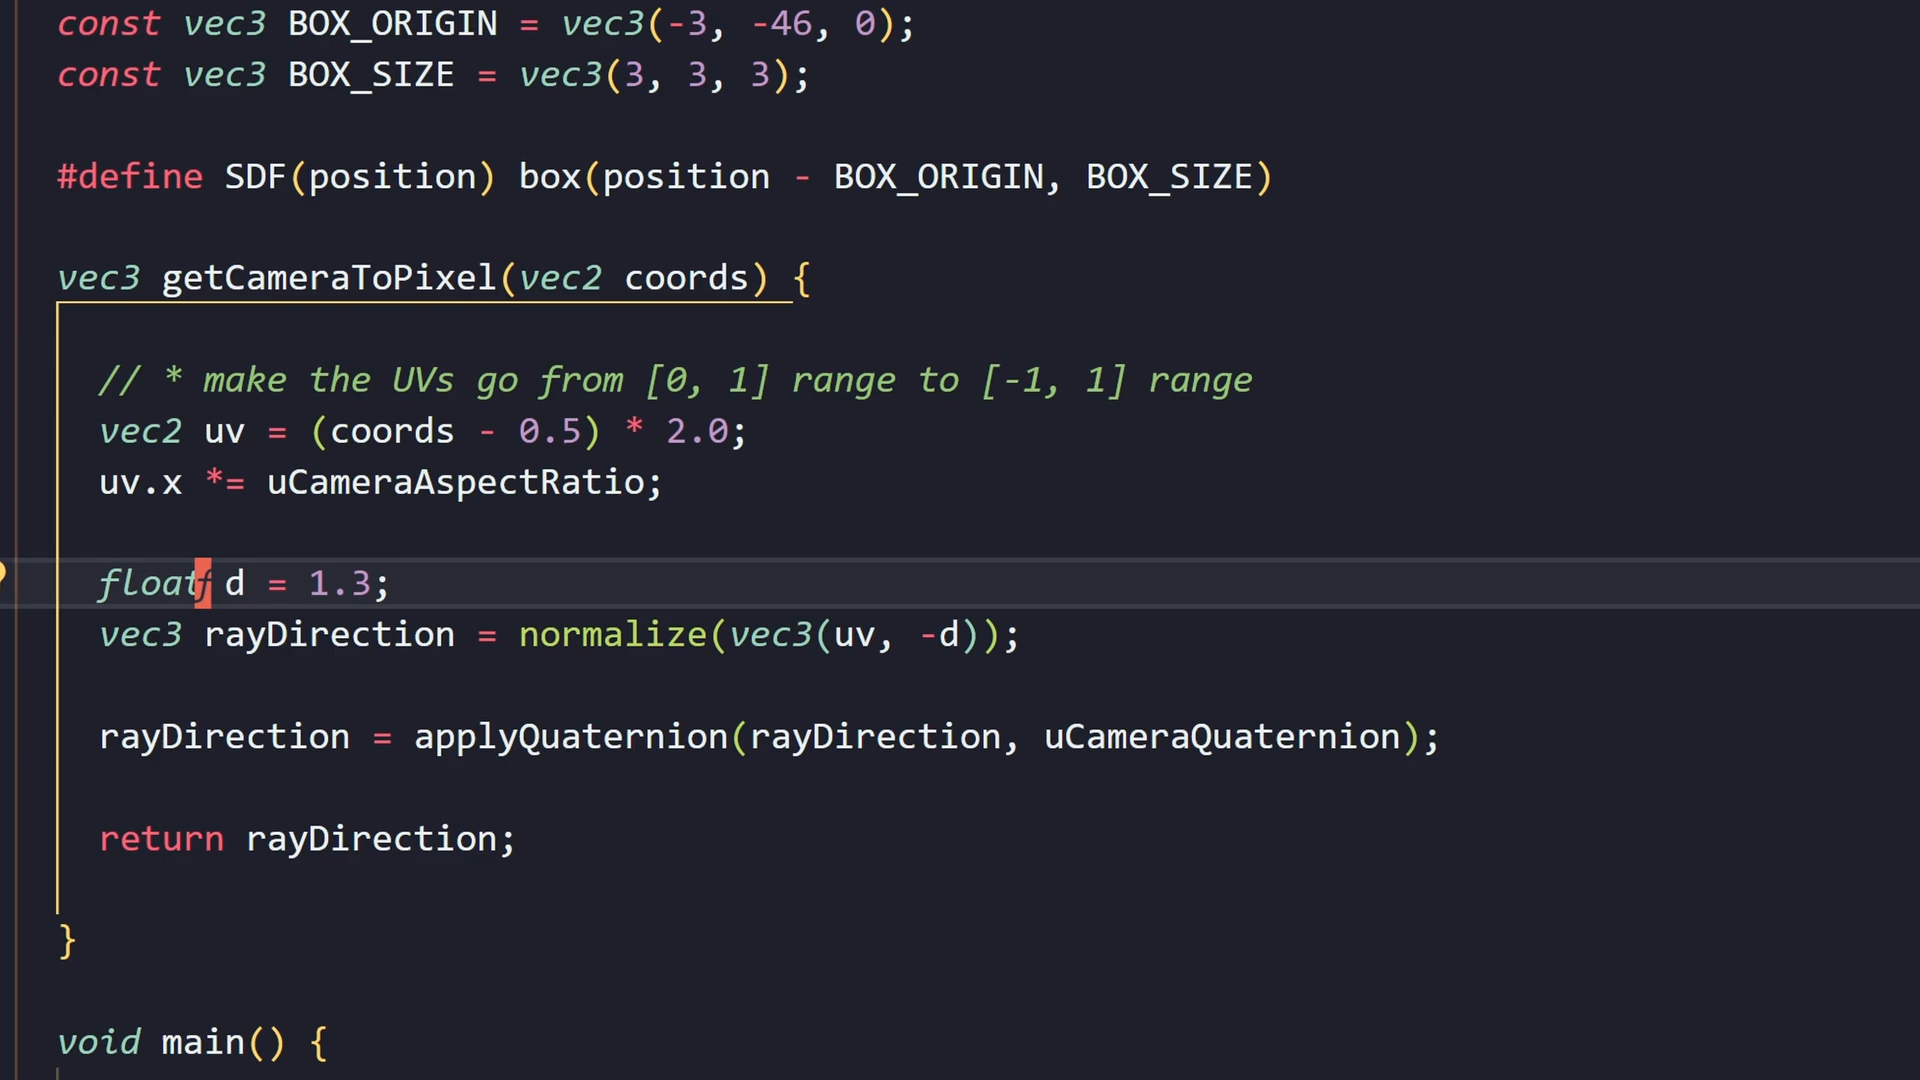 const vec3 BOX_ORIGIN = vec3(-3, -46, 0);
const vec3 BOX_SIZE = vec3(3, 3, 3);
#define SDF(position) box(position - BOX_ORIGIN, BOX_SIZE)
vec3 getCameraToPixel(vec2 coords) {
// * make the UVs go from [0, 1] range to [-1, 1] range
vec2 uv = (coords - 0.5) * 2.0;
uv.x *= uCameraAspectRatio;
float d = 1.3;
vec3 rayDirection = normalize(vec3(uv, -d));
rayDirection = applyQuaternion(rayDirection, uCameraQuaternion);
return rayDirection;
}
void main() {